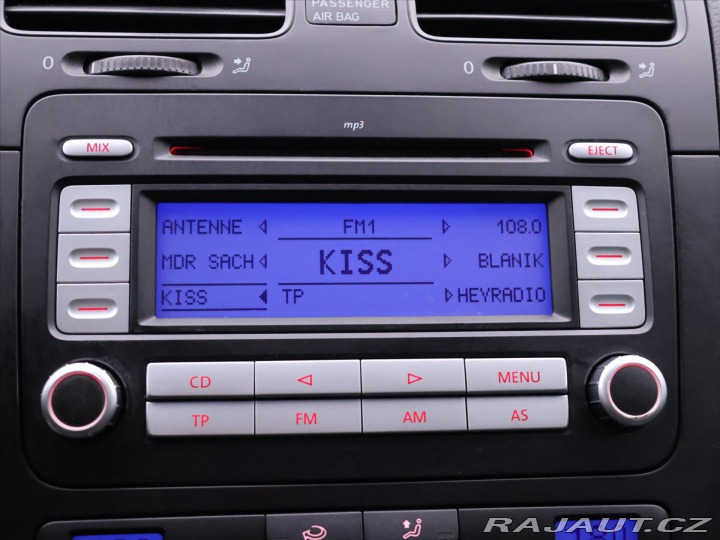 PASSENGER
AIR BAG
0
0
mp3
MIX
EJECT
ANTENNE FM1 108.0
MDR SACH KISS BLANIK
KISS TP HEYRADIO
CD MENU
TP FM AM AS
RAJAUT.CZ